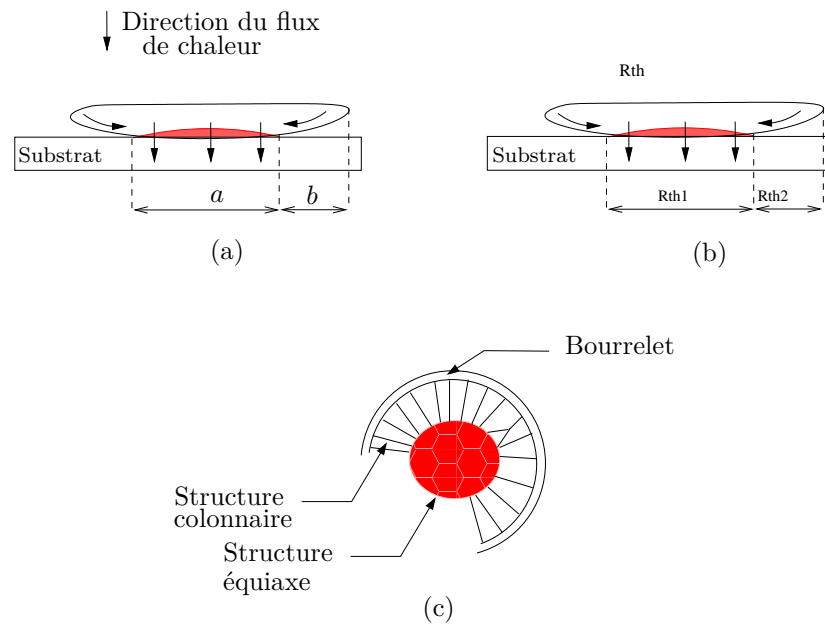 Direction du flux
de chaleur
Substrat
a
b
(a)
Rth
Substrat
Rth1
Rth2
(b)
Bourrelet
Structure
colonnaire
Structure
équiaxe
(c)